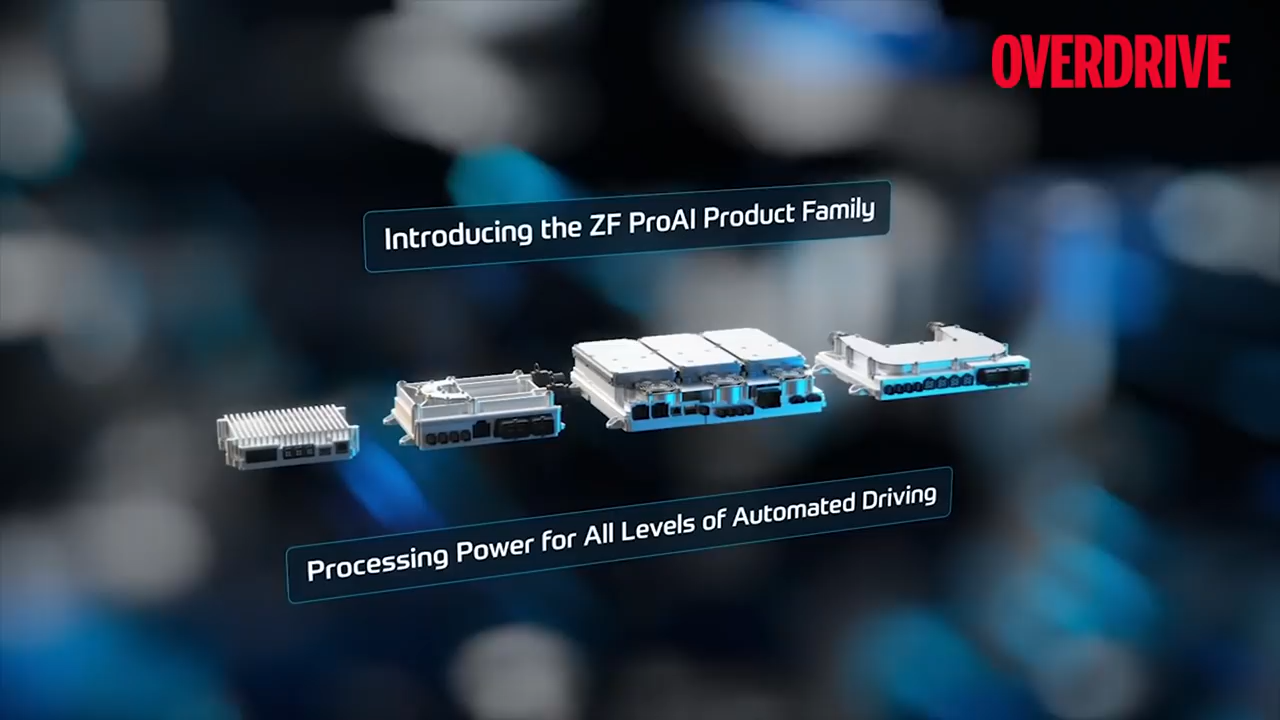 OVERDRIVE
Introducing the ZF ProAI Product Family
Processing Power for All Levels of Automated Driving